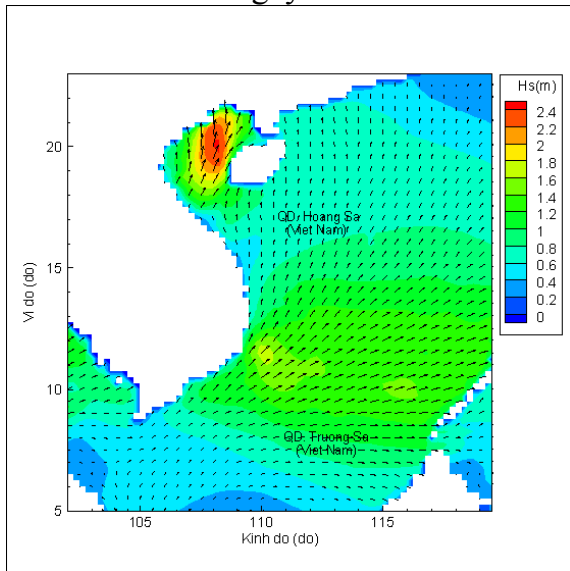 Hs(m)
2.4
2.2
2
1.8
1.6
1.4
1.2
1
0.8
0.6
0.4
0.2
0
20
15
10
5
Vi do (do)
QD. Hoang Sa
(Viet Nam)
QD. Truong Sa
(Viet Nam)
105
110
115
Kinh do (do)